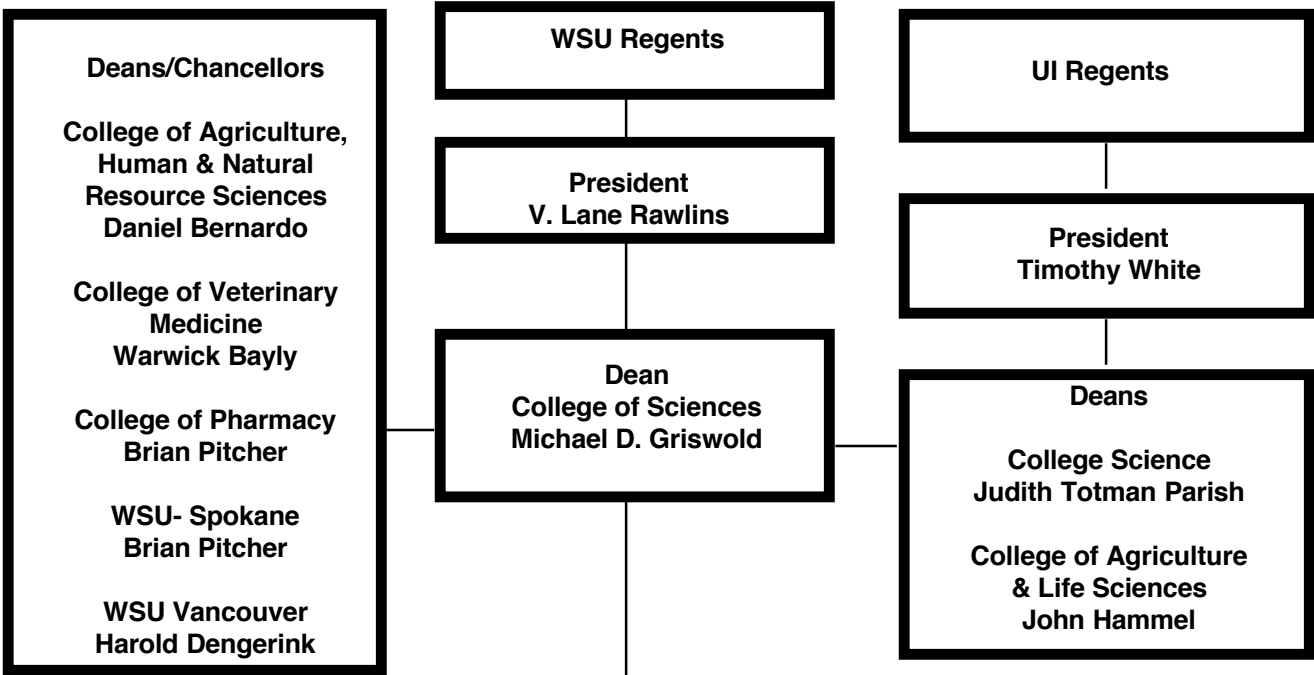 Deans/Chancellors
College of Agriculture,
Human & Natural
Resource Sciences
Daniel Bernardo
College of Veterinary
Medicine
Warwick Bayly
College of Pharmacy
Brian Pitcher
WSU- Spokane
Brian Pitcher
WSU Vancouver
Harold Dengerink
WSU Regents
President
V. Lane Rawlins
Dean
College of Sciences
Michael D. Griswold
UI Regents
President
Timothy White
Deans
College Science
Judith Totman Parish
College of Agriculture
& Life Sciences
John Hammel